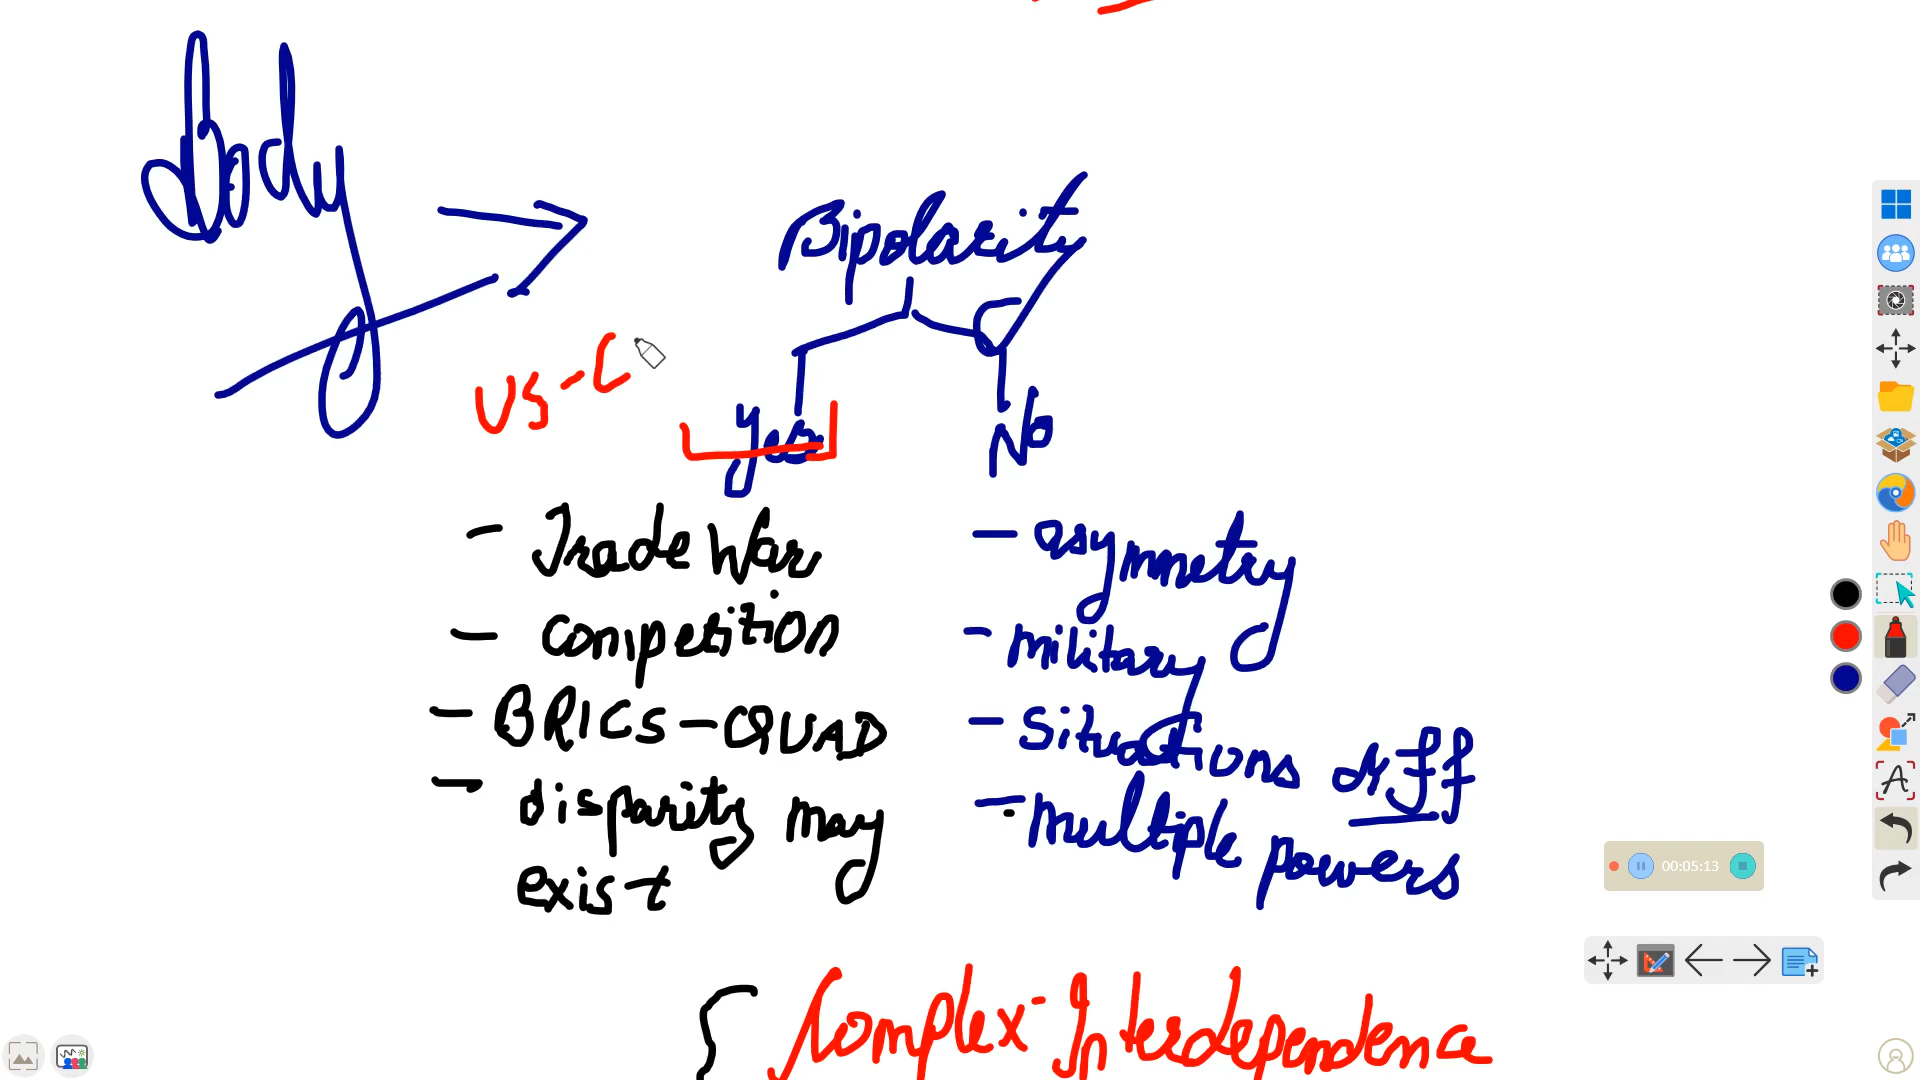 Body
Bipolarity
US-C
Yes
No
- Trade War
- Competition
- BRICS - QUAD
- disparity may
exist
- asymmetry
- military
- Situations diff
- multiple powers
00:05:13
Complex-Interdependence